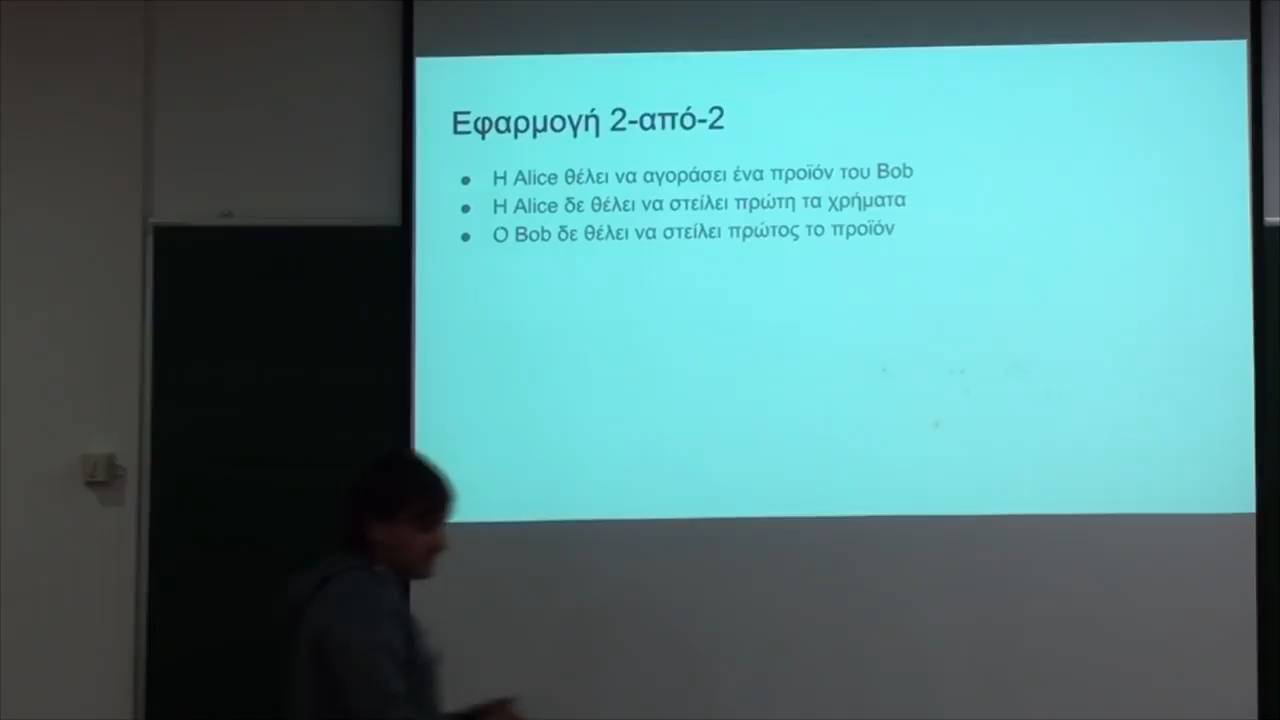 Εφαρμογή 2-από-2
● Η Alice θέλει να αγοράσει ένα προϊόν του Bob
● Η Alice δε θέλει να στείλει πρώτη τα χρήματα
● Ο Bob δε θέλει να στείλει πρώτος το προϊόν